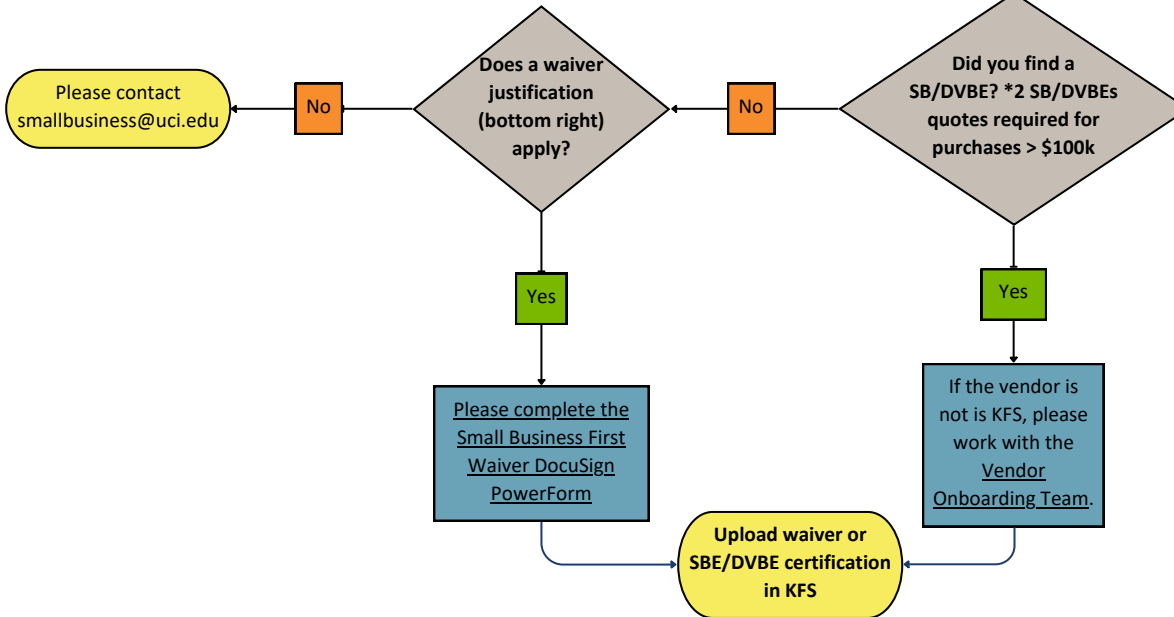 Please contact
smallbusiness@uci.edu
No
Does a waiver
justification
(bottom right)
apply?
No
Did you find a
SB/DVBE? *2 SB/DVBEs
quotes required for
purchases > $100k
Yes
Yes
Please complete the
Small Business First
Waiver DocuSign
PowerForm
If the vendor is
not is KFS, please
work with the
Vendor
Onboarding Team.
Upload waiver or
SBE/DVBE certification
in KFS